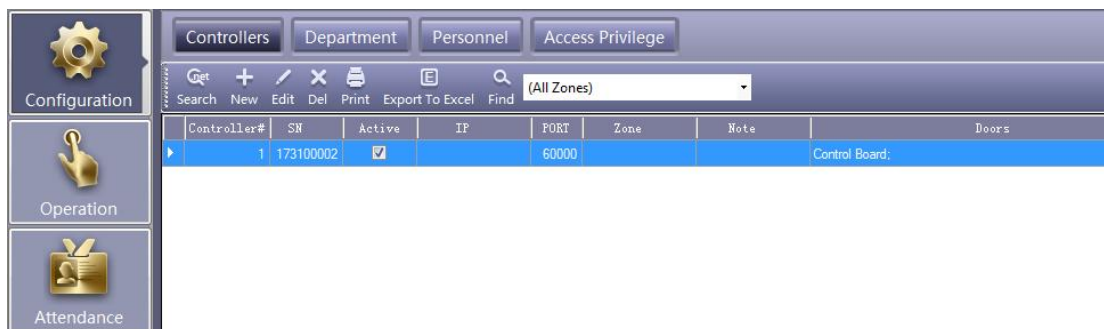 Controllers Department Personnel Access Privilege
.net E
Search New Edit Del Print Export To Excel Find (All Zones)
Configuration
Controller# SN Active IP PORT Zone Note Doors
1 173100002 60000 Control Board;
Operation
Attendance